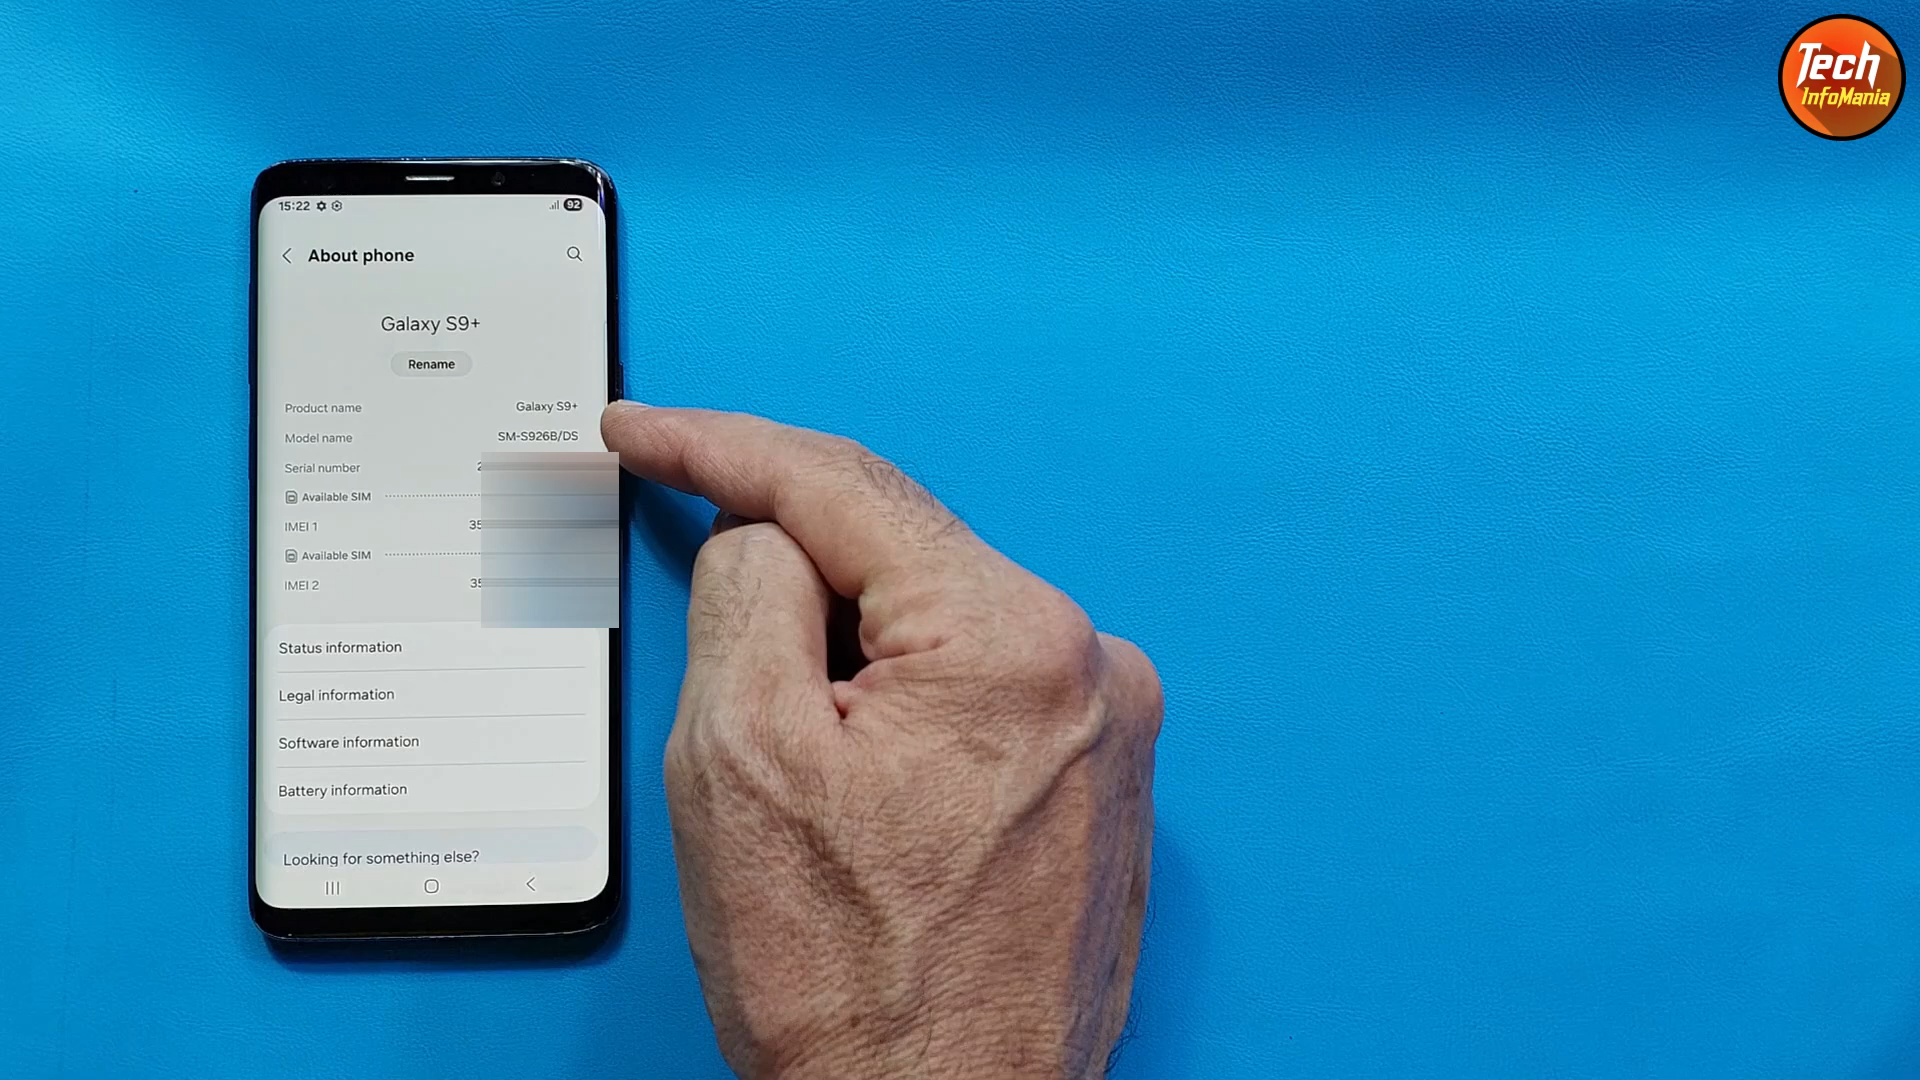 Tech
InfoMania
15:22
92
About phone
Galaxy S9+
Rename
Product name Galaxy S9+
Model name SM-S926B/DS
Serial number 2
Available SIM
IMEI 1 35
Available SIM
IMEI 2 35
Status information
Legal information
Software information
Battery information
Looking for something else?